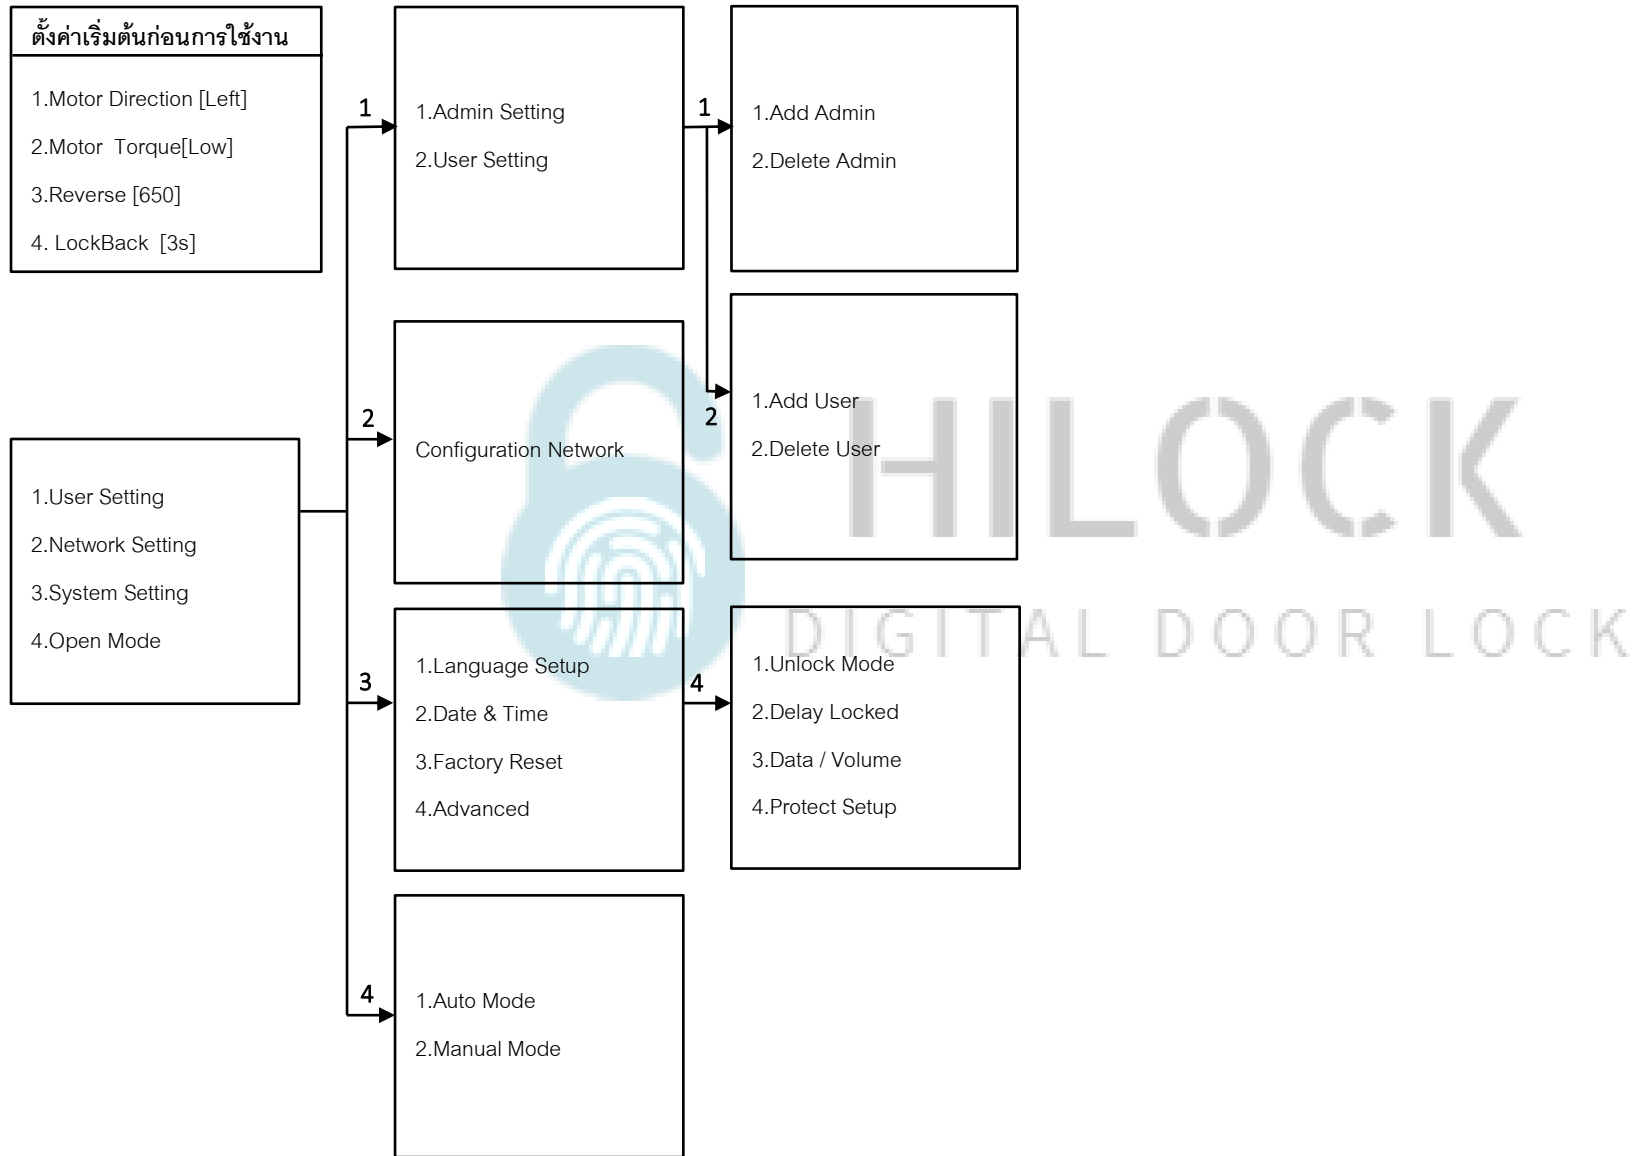 ตั้งค่าเริ่มต้นก่อนการใช้งาน
1.Motor Direction [Left]
2.Motor  Torque[Low]
3.Reverse [650]
4. LockBack  [3s]
1
1.Admin Setting
2.User Setting
1
1.Add Admin
2.Delete Admin
2
1.Add User
2.Delete User
1.User Setting
2.Network Setting
3.System Setting
4.Open Mode
2
Configuration Network
3
1.Language Setup
2.Date & Time
3.Factory Reset
4.Advanced
4
1.Unlock Mode
2.Delay Locked
3.Data / Volume
4.Protect Setup
4
1.Auto Mode
2.Manual Mode
HILOCK
DIGITAL DOOR LOCK